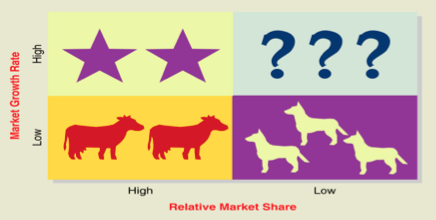 Market Growth Rate
High
Low
? ? ?
High
Low
Relative Market Share